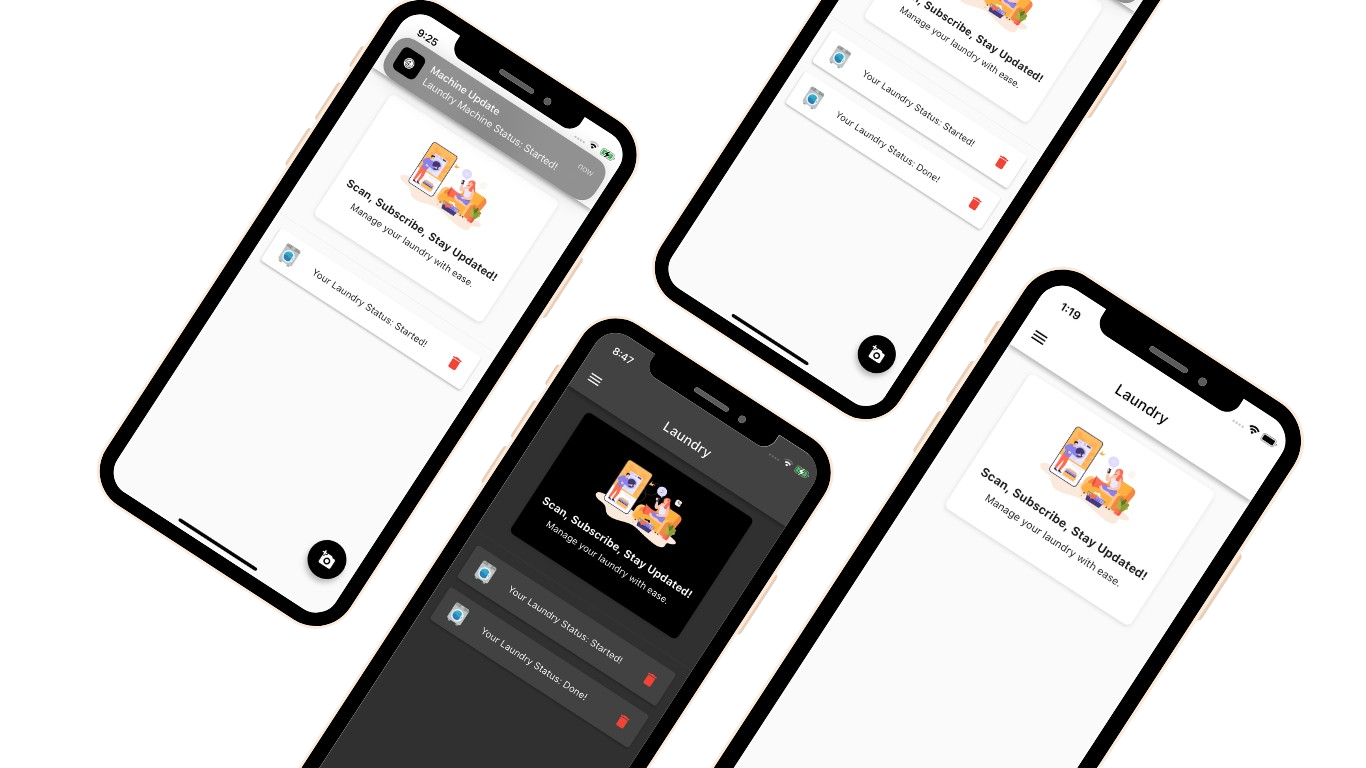 9:25
Machine Update
Laundry Machine Status: Started!
now
Scan, Subscribe, Stay Updated!
Manage your laundry with ease.
Your Laundry Status: Started!
Scan, Subscribe, Stay Updated!
Manage your laundry with ease.
Your Laundry Status: Started!
Your Laundry Status: Done!
8:47
Laundry
Scan, Subscribe, Stay Updated!
Manage your laundry with ease.
Your Laundry Status: Started!
Your Laundry Status: Done!
1:19
Laundry
Scan, Subscribe, Stay Updated!
Manage your laundry with ease.